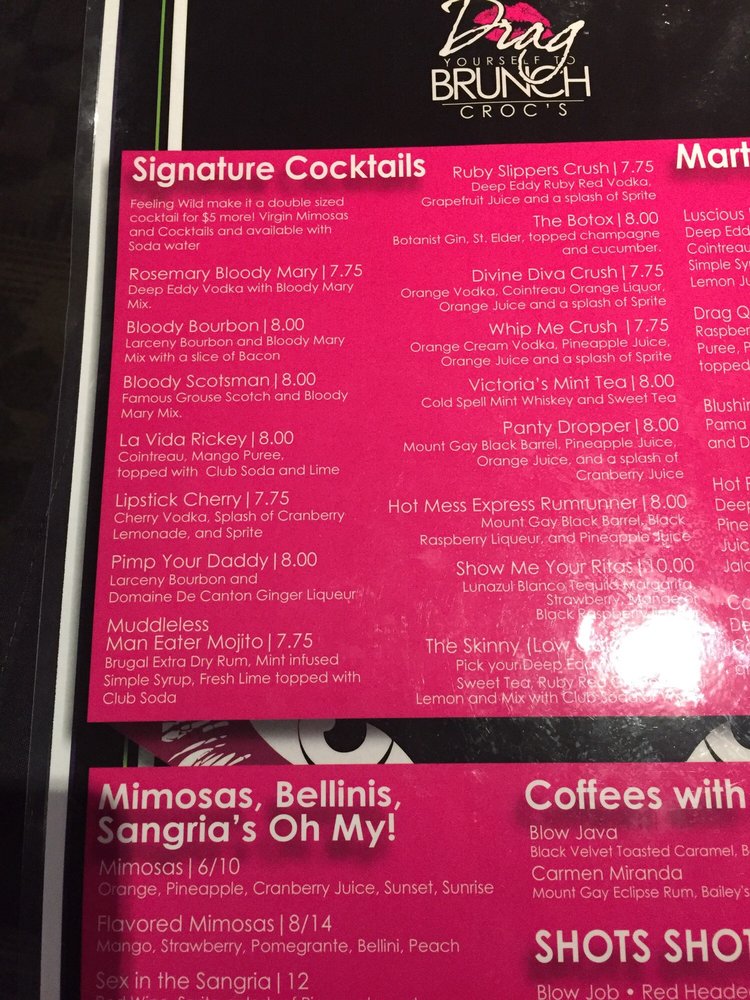 Drag
YOURSELF TO
BRUNCH
CROC'S
Signature Cocktails
Feeling Wild make it a double sized
cocktail for $5 more! Virgin Mimosas
and Cocktails and available with
Soda water
Rosemary Bloody Mary|7.75
Deep Eddy Vodka with Bloody Mary
Mix.
Bloody Bourbon|8.00
Larceny Bourbon and Bloody Mary
Mix with a slice of Bacon
Bloody Scotsman|8.00
Famous Grouse Scotch and Bloody
Mary Mix.
La Vida Rickey|8.00
Cointreau, Mango Puree,
topped with Club Soda and Lime
Lipstick Cherry|7.75
Cherry Vodka, Splash of Cranberry
Lemonade, and Sprite
Pimp Your Daddy|8.00
Larceny Bourbon and
Domaine De Canton Ginger Liqueur
Muddleless
Man Eater Mojito|7.75
Brugal Extra Dry Rum, Mint infused
Simple Syrup, Fresh Lime topped with
Club Soda
Ruby Slippers Crush|7.75
Deep Eddy Ruby Red Vodka,
Grapefruit Juice and a splash of Sprite
The Botox|8.00
Botanist Gin, St. Elder, topped champagne
and cucumber.
Divine Diva Crush|7.75
Orange Vodka, Cointreau Orange Liquor,
Orange Juice and a splash of Sprite
Whip Me Crush |7.75
Orange Cream Vodka, Pineapple Juice,
Orange Juice and a splash of Sprite
Victoria's Mint Tea|8.00
Cold Spell Mint Whiskey and Sweet Tea
Panty Dropper|8.00
Mount Gay Black Barrel, Pineapple Juice,
Orange Juice, and a splash of
Cranberry Juice
Hot Mess Express Rumrunner|8.00
Mount Gay Black Barrel, Black
Raspberry Liqueur, and Pineapple Juice
Show Me Your Ritas|10.00
Lunazul Blanco Tequila Maragrita
Strawberry, Mango or
Black Raspberry
The Skinny (Low
Pick your Deep Eddy
Sweet Tea, Ruby Red
Lemon and Mix with Club Soda
Mart
Luscious
Deep Eddy
Cointreau
Simple Sy
Lemon Ju
Drag Q
Raspber
Puree, P
topped
Blushin
Pama
and D
Hot
Deep
Pine
Juic
Jala
Mimosas, Bellinis,
Sangria's Oh My!
Mimosas|6/10
Orange, Pineapple, Cranberry Juice, Sunset, Sunrise
Flavored Mimosas|8/14
Mango, Strawberry, Pomegrante, Bellini, Peach
Sex in the Sangria|12
Coffees with
Blow Java
Black Velvet Toasted Caramel, B
Carmen Miranda
Mount Gay Eclipse Rum, Bailey's
SHOTS SHOT
Blow Job • Red Heade